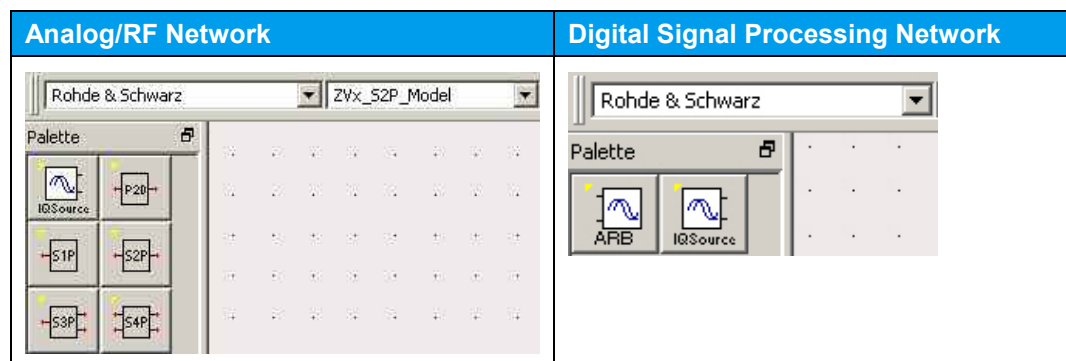 Analog/RF Network
Digital Signal Processing Network
Rohde & Schwarz
ZVx_S2P_Model
Palette
IQSource
P2D
S1P
S2P
S3P
S4P
Rohde & Schwarz
Palette
ARB
IQSource